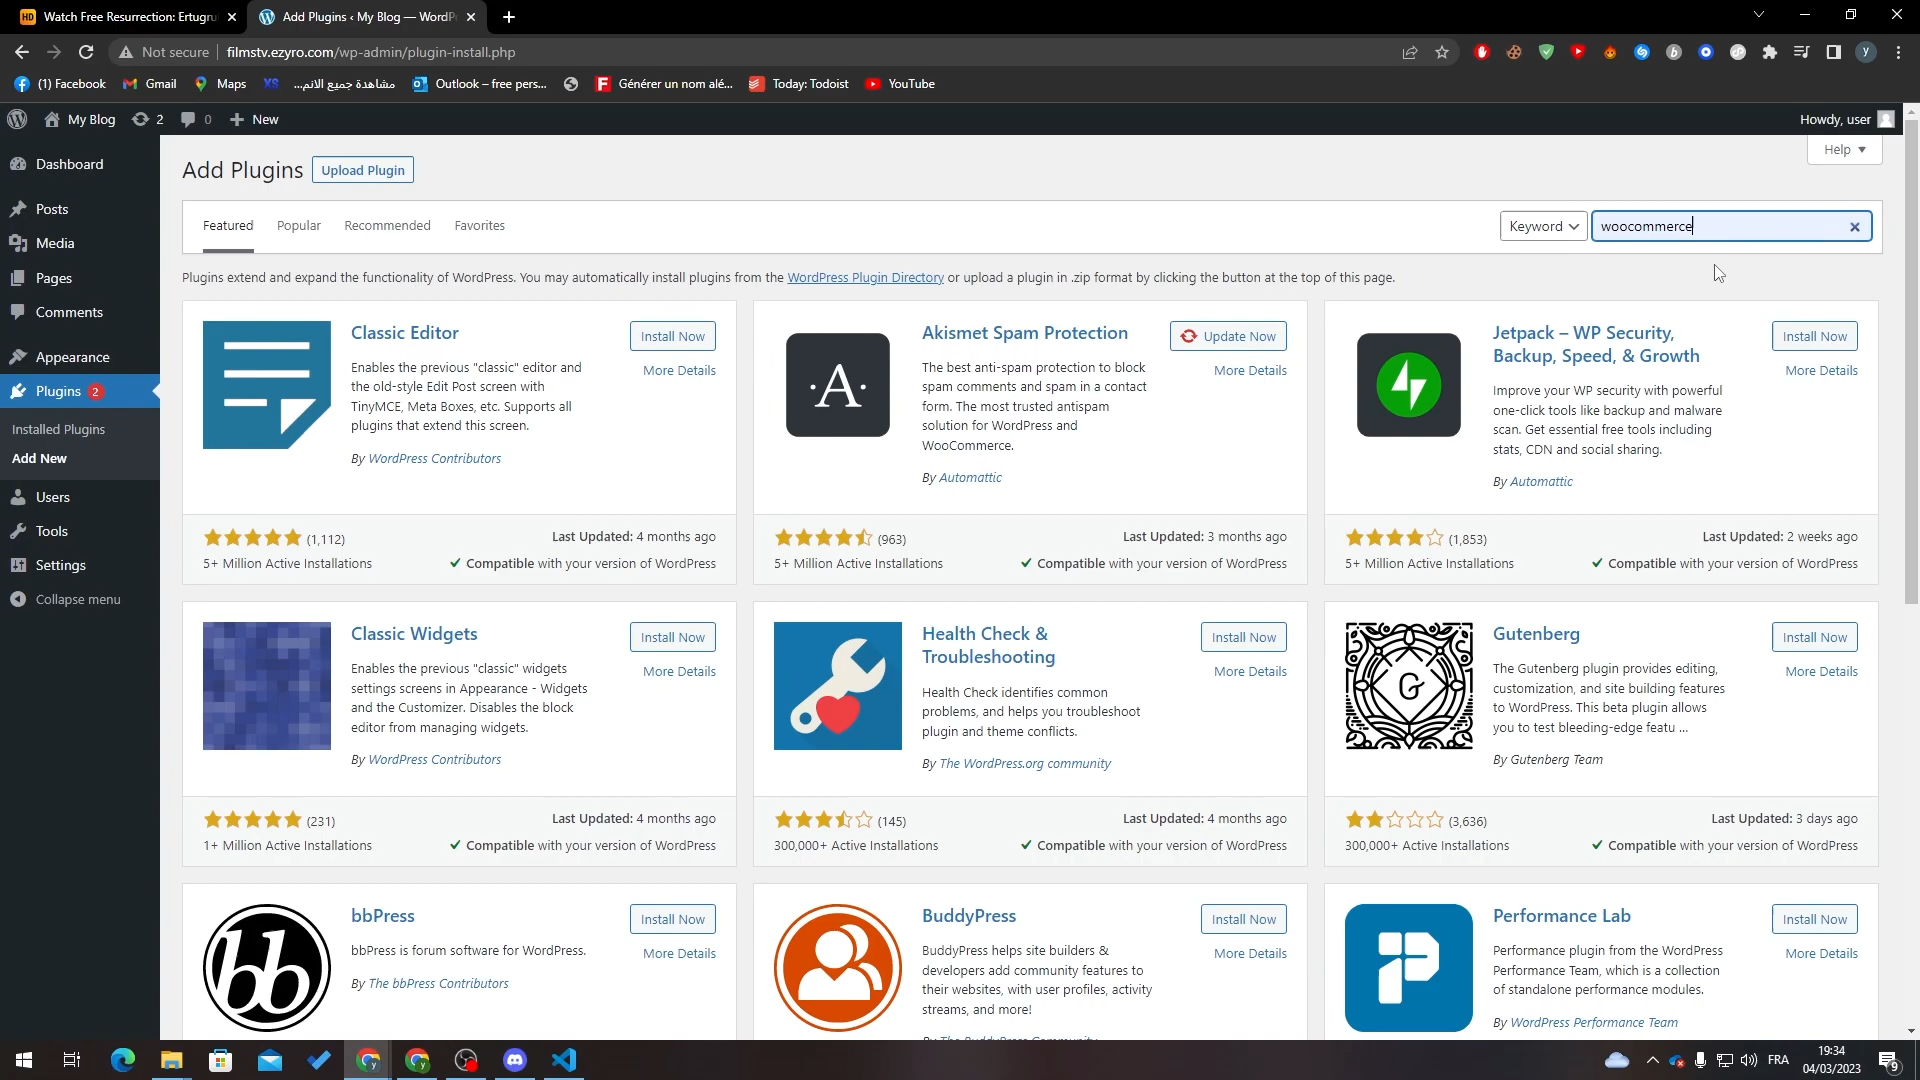 Watch Free Resurrection: Ertugru
Add Plugins ‹ My Blog — WordP
Not secure
filmstv.ezyro.com/wp-admin/plugin-install.php
(1) Facebook
Gmail
Maps
مشاهدة جميع الانم...
Outlook – free pers...
Générer un nom alé...
Today: Todoist
YouTube
My Blog
2
0
New
Howdy, user
Dashboard
Posts
Media
Pages
Comments
Appearance
Plugins 2
Installed Plugins
Add New
Users
Tools
Settings
Collapse menu
Add Plugins
Upload Plugin
Help
Featured
Popular
Recommended
Favorites
Keyword
woocommerce
Plugins extend and expand the functionality of WordPress. You may automatically install plugins from the WordPress Plugin Directory or upload a plugin in .zip format by clicking the button at the top of this page.
Classic Editor
Install Now
More Details
Enables the previous "classic" editor and
the old-style Edit Post screen with
TinyMCE, Meta Boxes, etc. Supports all
plugins that extend this screen.
By WordPress Contributors
(1,112)
Last Updated: 4 months ago
5+ Million Active Installations
Compatible with your version of WordPress
·A·
Akismet Spam Protection
Update Now
More Details
The best anti-spam protection to block
spam comments and spam in a contact
form. The most trusted antispam
solution for WordPress and
WooCommerce.
By Automattic
(963)
Last Updated: 3 months ago
5+ Million Active Installations
Compatible with your version of WordPress
Jetpack – WP Security,
Backup, Speed, & Growth
Install Now
More Details
Improve your WP security with powerful
one-click tools like backup and malware
scan. Get essential free tools including
stats, CDN and social sharing.
By Automattic
(1,853)
Last Updated: 2 weeks ago
5+ Million Active Installations
Compatible with your version of WordPress
Classic Widgets
Install Now
More Details
Enables the previous "classic" widgets
settings screens in Appearance - Widgets
and the Customizer. Disables the block
editor from managing widgets.
By WordPress Contributors
(231)
Last Updated: 4 months ago
1+ Million Active Installations
Compatible with your version of WordPress
Health Check &
Troubleshooting
Install Now
More Details
Health Check identifies common
problems, and helps you troubleshoot
plugin and theme conflicts.
By The WordPress.org community
(145)
Last Updated: 4 months ago
300,000+ Active Installations
Compatible with your version of WordPress
G
Gutenberg
Install Now
More Details
The Gutenberg plugin provides editing,
customization, and site building features
to WordPress. This beta plugin allows
you to test bleeding-edge featu ...
By Gutenberg Team
(3,636)
Last Updated: 3 days ago
300,000+ Active Installations
Compatible with your version of WordPress
bb
bbPress
Install Now
More Details
bbPress is forum software for WordPress.
By The bbPress Contributors
BuddyPress
Install Now
More Details
BuddyPress helps site builders &
developers add community features to
their websites, with user profiles, activity
streams, and more!
By The BuddyPress Community
Performance Lab
Install Now
More Details
Performance plugin from the WordPress
Performance Team, which is a collection
of standalone performance modules.
By WordPress Performance Team
FRA
19:34
04/03/2023
9